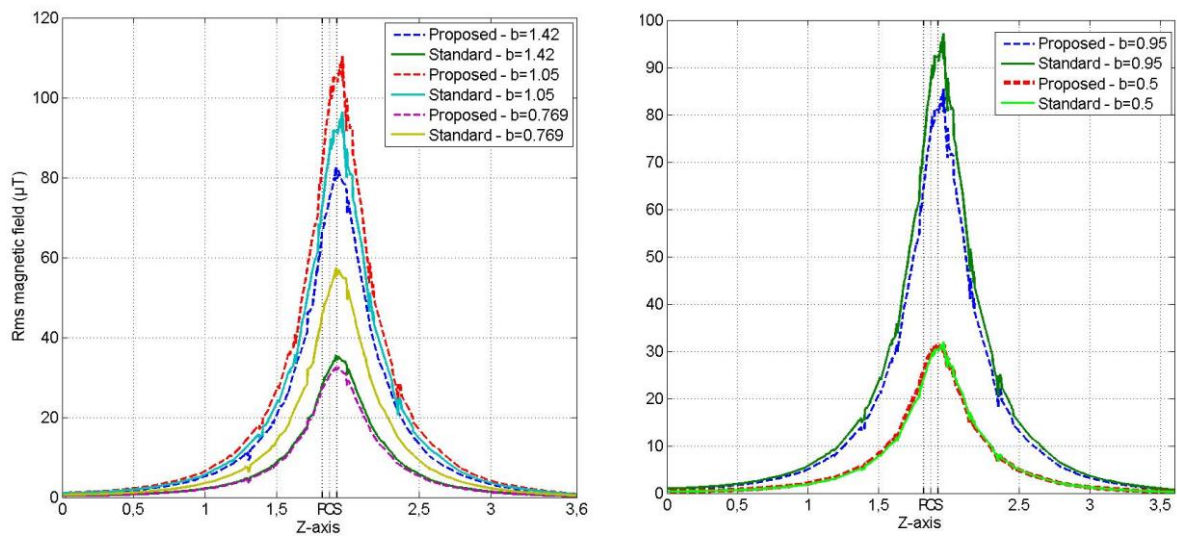 Rms magnetic field (µT)
120
100
80
60
40
20
0
Proposed - b=1.42
Standard - b=1.42
Proposed - b=1.05
Standard - b=1.05
Proposed - b=0.769
Standard - b=0.769
0 0,5 1 1,5 PCS 2.5 3 3,6
Z-axis
100
90
80
70
60
50
40
30
20
10
0
Proposed - b=0.95
Standard - b=0.95
Proposed - b=0.5
Standard - b=0.5
0 0,5 1 1,5 PCS 2.5 3 3,6
Z-axis